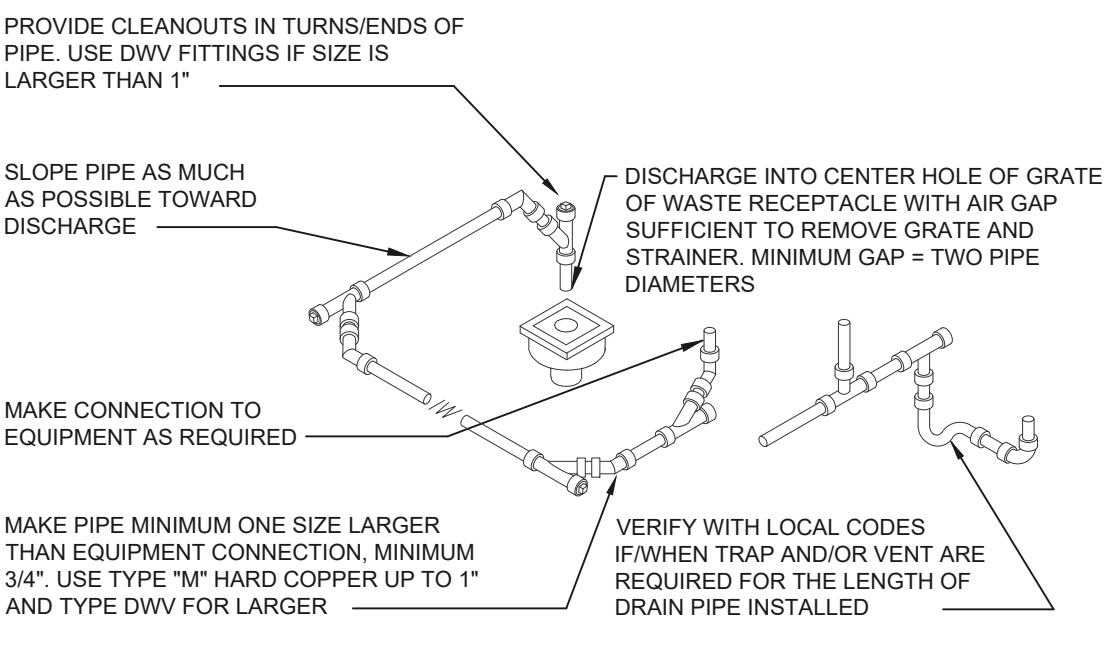 PROVIDE CLEANOUTS IN TURNS/ENDS OF
PIPE. USE DWV FITTINGS IF SIZE IS
LARGER THAN 1"
SLOPE PIPE AS MUCH
AS POSSIBLE TOWARD
DISCHARGE
DISCHARGE INTO CENTER HOLE OF GRATE
OF WASTE RECEPTACLE WITH AIR GAP
SUFFICIENT TO REMOVE GRATE AND
STRAINER. MINIMUM GAP = TWO PIPE
DIAMETERS
MAKE CONNECTION TO
EQUIPMENT AS REQUIRED
MAKE PIPE MINIMUM ONE SIZE LARGER
THAN EQUIPMENT CONNECTION, MINIMUM
3/4". USE TYPE "M" HARD COPPER UP TO 1"
AND TYPE DWV FOR LARGER
VERIFY WITH LOCAL CODES
IF/WHEN TRAP AND/OR VENT ARE
REQUIRED FOR THE LENGTH OF
DRAIN PIPE INSTALLED